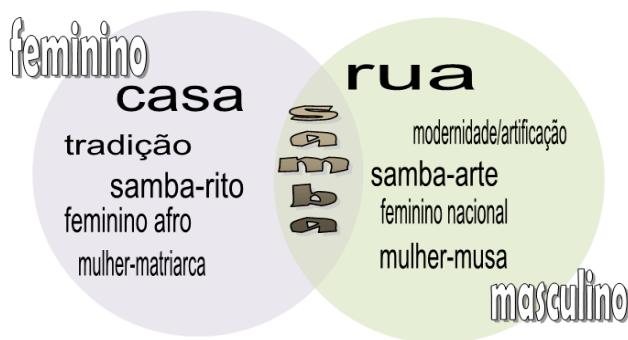 feminino
casa
tradição
samba-rito
feminino afro
mulher-matriarca
samba
rua
modernidade/artificação
samba-arte
feminino nacional
mulher-musa
masculino